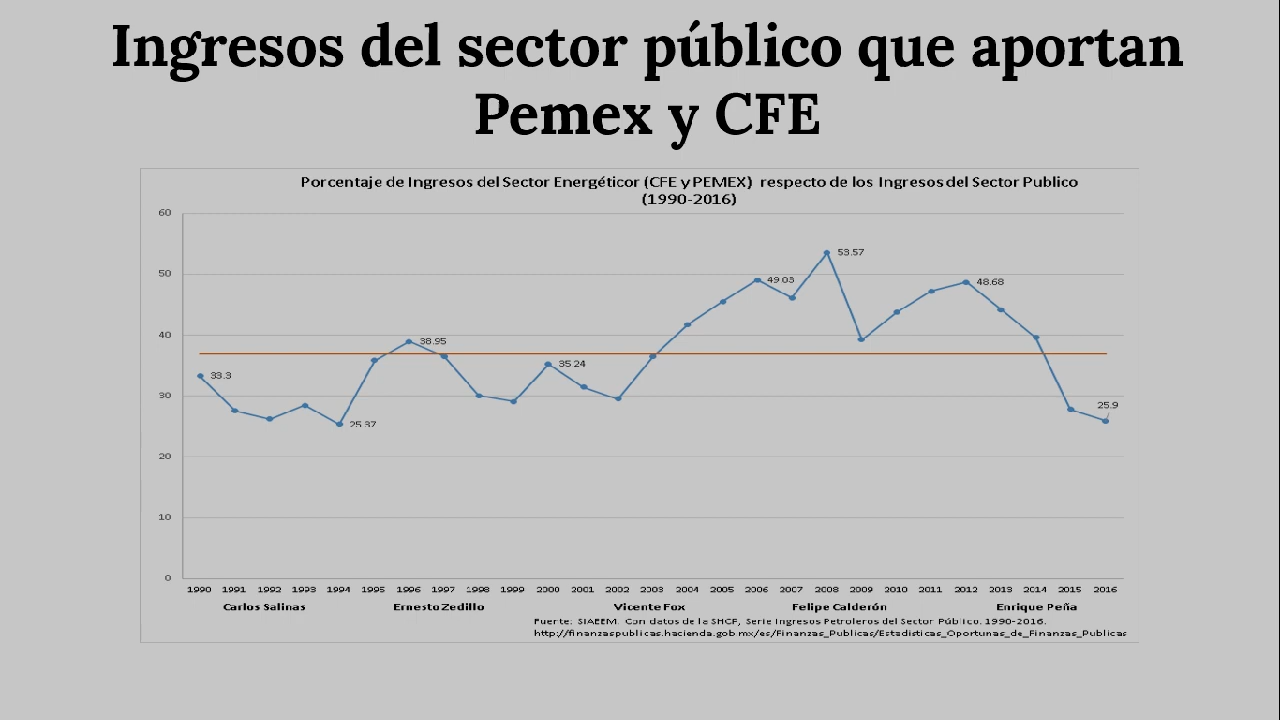 Ingresos del sector público que aportan
Pemex y CFE
Porcentaje de Ingresos del Sector Energéticor (CFE y PEMEX) respecto de los Ingresos del Sector Publico
(1990-2016)
60
50
40
30
20
10
0
33.3
25.37
38.95
35.24
49.03
53.57
48.68
25.9
1990 1991 1992 1993 1994 1995 1996 1997 1998 1999 2000 2001 2002 2003 2004 2005 2006 2007 2008 2009 2010 2011 2012 2013 2014 2015 2016
Carlos Salinas Ernesto Zedillo Vicente Fox Felipe Calderón Enrique Peña
Fuente: SIAEEM. Con datos de la SHCP, Serie Ingresos Petroleros del Sector Público. 1990-2016.
http://finanzaspublicas.hacienda.gob.mx/es/Finanzas_Publicas/Estadisticas_Oportunas_de_Finanzas_Publicas